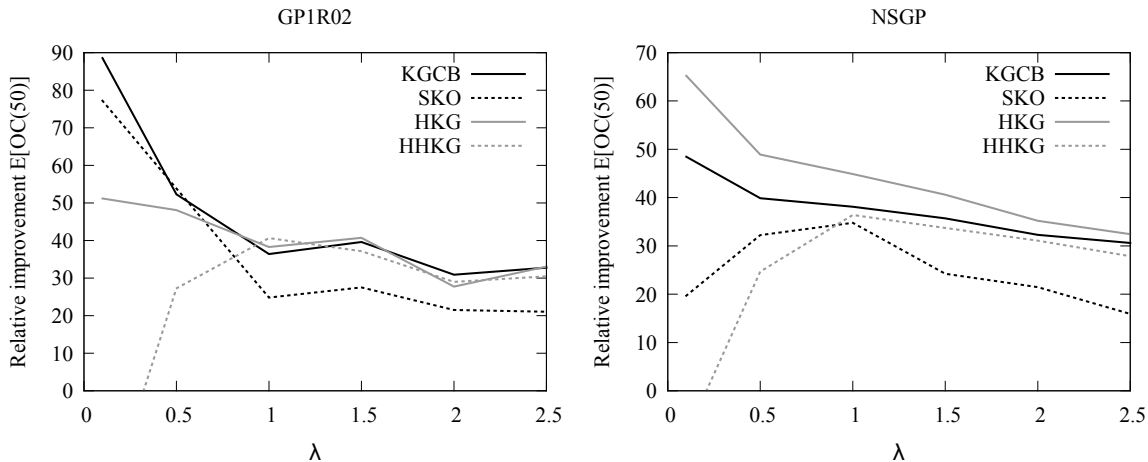 GP1R02
Relative improvement E[OC(50)]
90
80
70
60
50
40
30
20
10
0
KGCB
SKO
HKG
HHKG
0 0.5 1 1.5 2 2.5
λ
NSGP
Relative improvement E[OC(50)]
70
60
50
40
30
20
10
0
KGCB
SKO
HKG
HHKG
0 0.5 1 1.5 2 2.5
λ